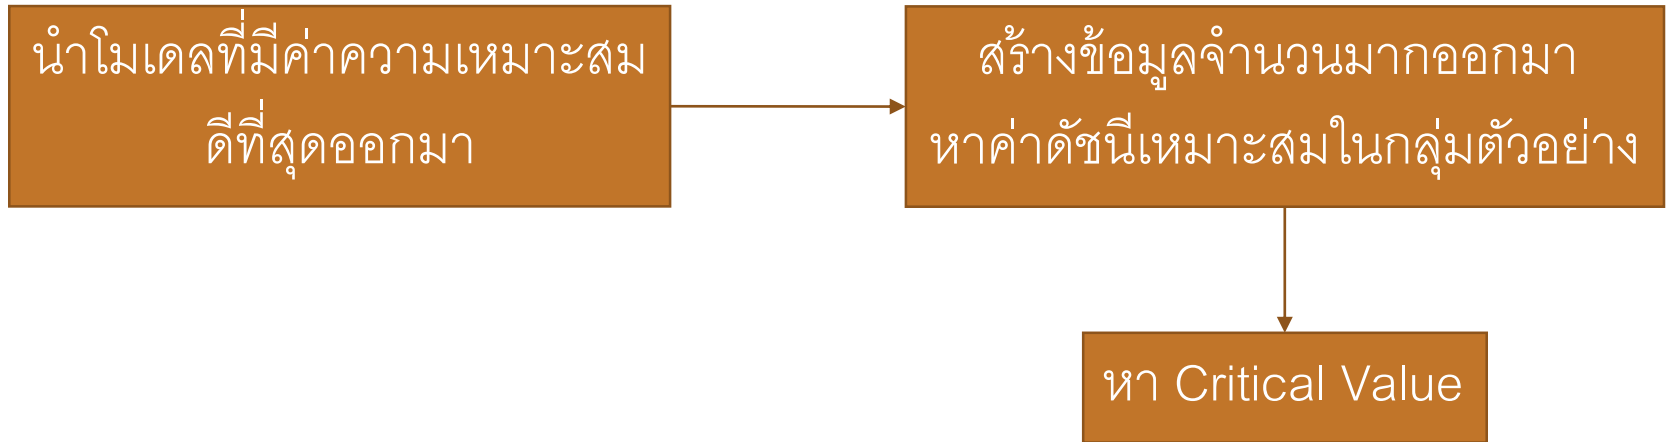 นำโมเดลที่มีค่าความเหมาะสม
ดีที่สุดออกมา
สร้างข้อมูลจำนวนมากออกมา
หาค่าดัชนีเหมาะสมในกลุ่มตัวอย่าง
หา Critical Value